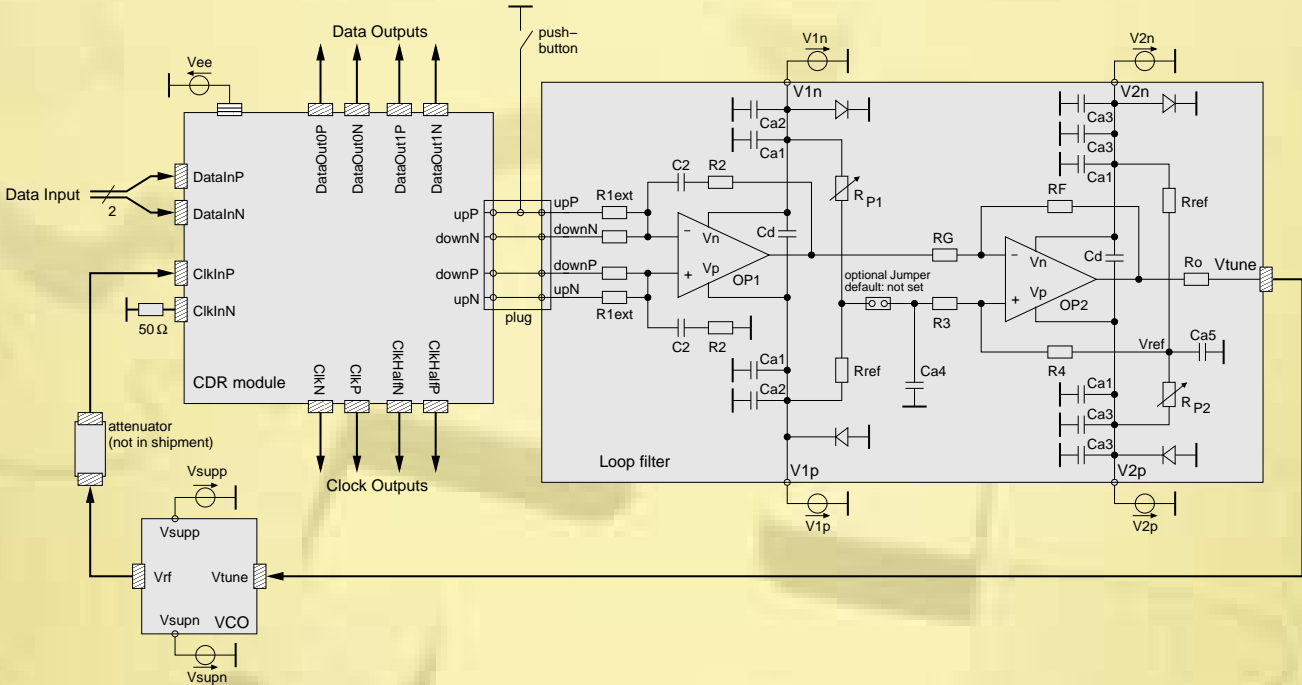 Data Outputs
push–
button
Vee
V1n
V2n
V1n
V2n
DataOut0P
NDataOut0
DataOut1P
N1DataOut
Ca2
Ca1
Ca3
Ca3
Ca1
Data Input
2
DataInP
DataInN
upP
downN
downP
upN
plug
upP
downN
downP
upN
R1ext
R1ext
C2
R2
C2
R2
–
+
Vn
Vp
OP1
Cd
R P1
RF
Rref
RG
–
+
Vn
Vp
OP2
Cd
Ro
Vtune
optional Jumper
default: not set
R3
R4
Vref
Ca5
ClkInP
ClkInN
50 Ω
CDR module
ClkN
ClkP
ClkHalfN
ClkHalfP
Ca1
Ca2
Rref
Ca4
Ca1
Ca3
Ca3
R P2
attenuator
(not in shipment)
Loop filter
V1p
V2p
Clock Outputs
V1p
V2p
Vsupp
Vsupp
Vrf
Vtune
Vsupn
VCO
Vsupn